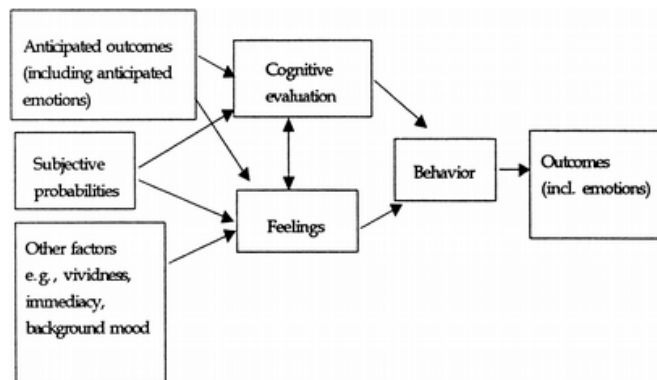 Anticipated outcomes
(including anticipated
emotions)
Cognitive
evaluation
Subjective
probabilities
Behavior
Outcomes
(incl. emotions)
Feelings
Other factors
e.g., vividness,
immediacy,
background mood